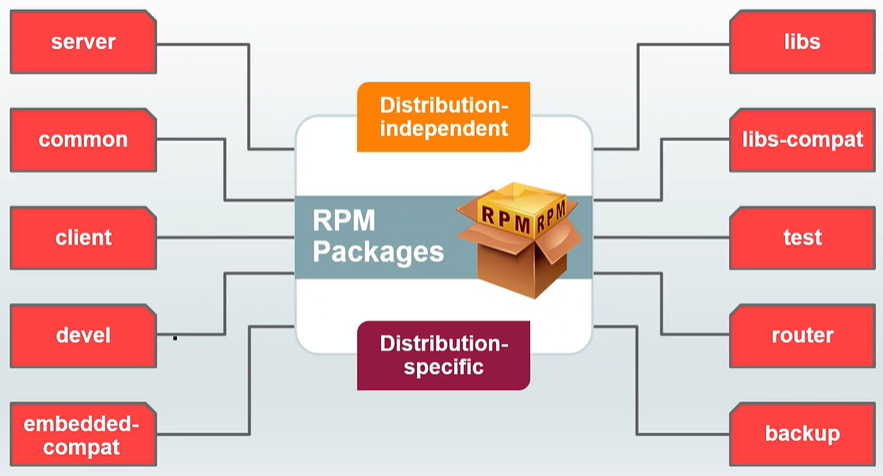 server
common
client
devel
embedded-
compat
Distribution-
independent
RPM
Packages
RPM RPM
Distribution-
specific
libs
libs-compat
test
router
backup